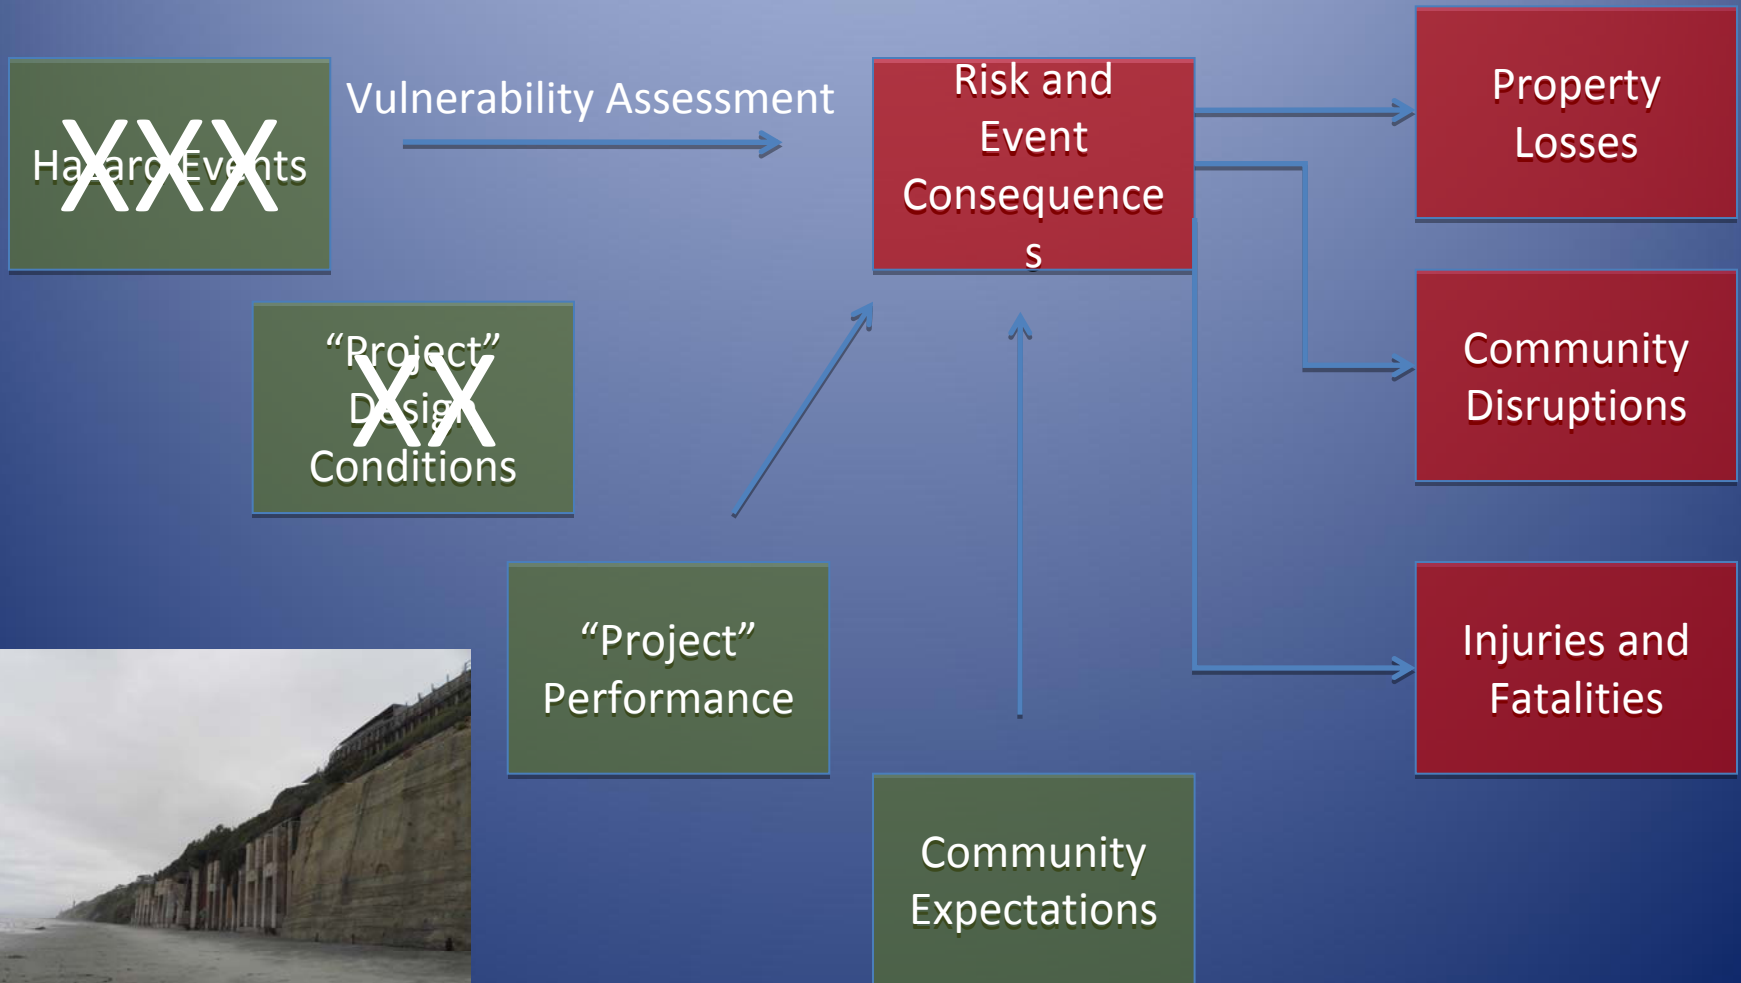 Hazard Events
XXX
Vulnerability Assessment
Risk and
Event
Consequence
s
Property
Losses
“Project”
Design
Conditions
XX
Community
Disruptions
“Project”
Performance
Injuries and
Fatalities
Community
Expectations